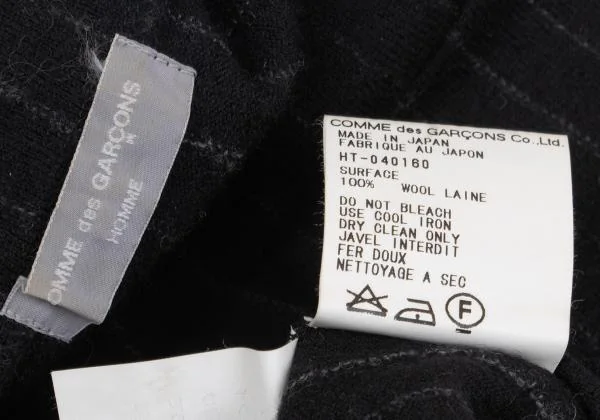 COMME des GARÇONS
HOMME
M
COMME des GARÇONS Co.,Ltd.
MADE IN JAPAN
FABRIQUE AU JAPON
HT-040160
SURFACE
100% WOOL LAINE
DO NOT BLEACH
USE COOL IRON
DRY CLEAN ONLY
JAVEL INTERDIT
FER DOUX
NETTOYAGE A SEC
F